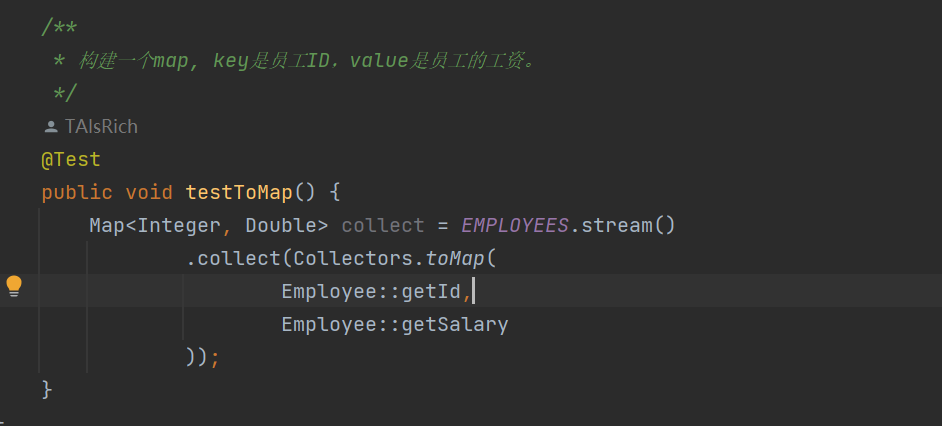 /**
 * 构建一个map, key是员工ID，value是员工的工资。
 */
TAIsRich
@Test
public void testToMap() {
    Map<Integer, Double> collect = EMPLOYEES.stream()
            .collect(Collectors.toMap(
                    Employee::getId,
                    Employee::getSalary
            ));
}